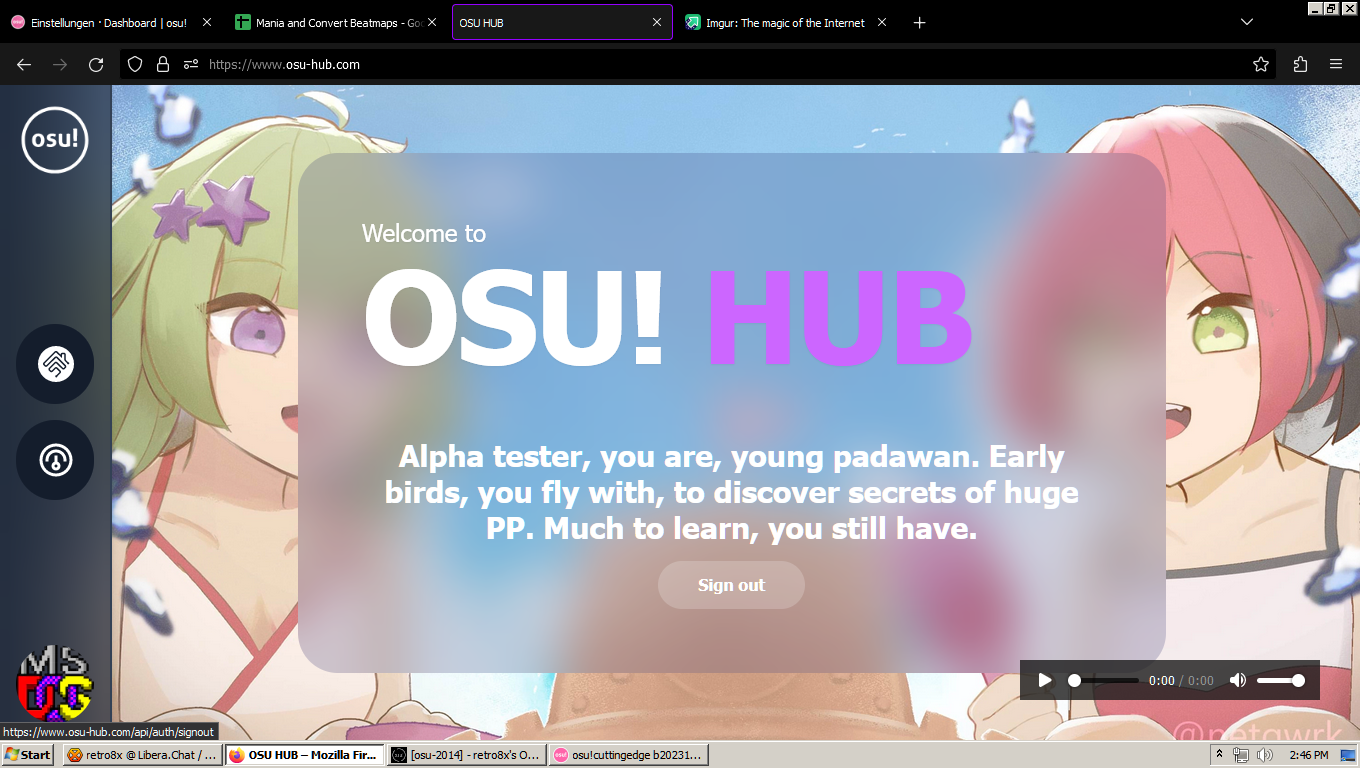 Einstellungen · Dashboard | osu!
Mania and Convert Beatmaps - Goo
OSU HUB
Imgur: The magic of the Internet
https://www.osu-hub.com
osu!
Welcome to
OSU! HUB
Alpha tester, you are, young padawan. Early
birds, you fly with, to discover secrets of huge
PP. Much to learn, you still have.
Sign out
MS
DOS
0:00 / 0:00
@netawrk
https://www.osu-hub.com/api/auth/signout
Start
retro8x @ Libera.Chat / ...
OSU HUB — Mozilla Fir...
[osu-2014] - retro8x's O...
osu!cuttingedge b20231...
2:46 PM